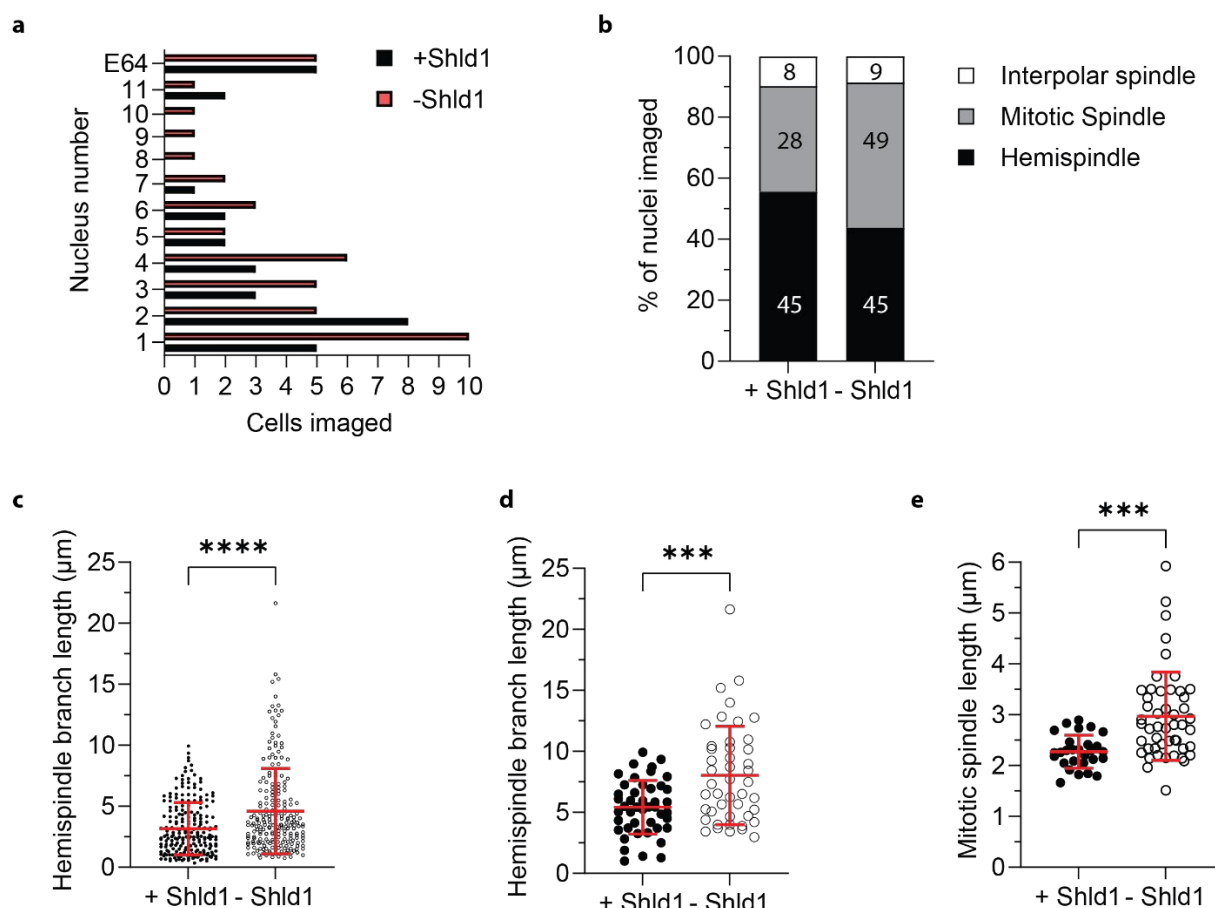 a
Nucleus number
E64
11
10
9
8
7
6
5
4
3
2
1
0 1 2 3 4 5 6 7 8 9 10
Cells imaged
+Shld1
-Shld1
b
% of nuclei imaged
100
80
60
40
20
0
8 9
28 49
45 45
+ Shld1 - Shld1
Interpolar spindle
Mitotic Spindle
Hemispindle
c
Hemispindle branch length (µm)
25
20
15
10
5
0
****
+ Shld1 - Shld1
d
Hemispindle branch length (µm)
25
20
15
10
5
0
***
+ Shld1 - Shld1
e
Mitotic spindle length (µm)
6
5
4
3
2
1
0
***
+ Shld1 - Shld1